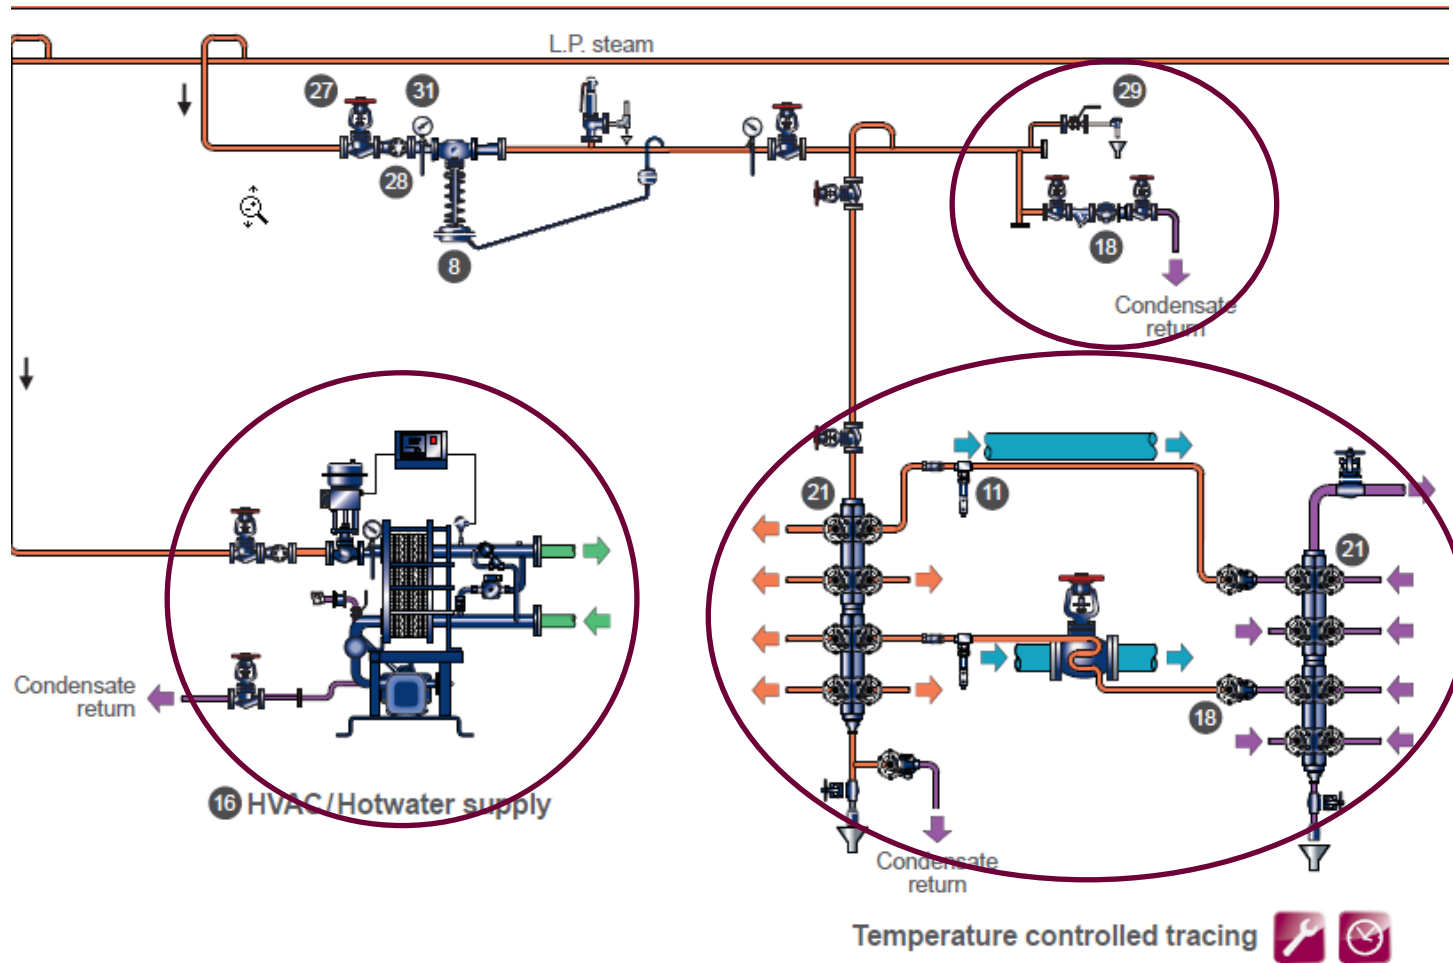 L.P. steam
27
31
29
28
18
8
Condensate
return
21
11
21
Condensate
return
18
16 HVAC/Hotwater supply
Condensate
return
Temperature controlled tracing